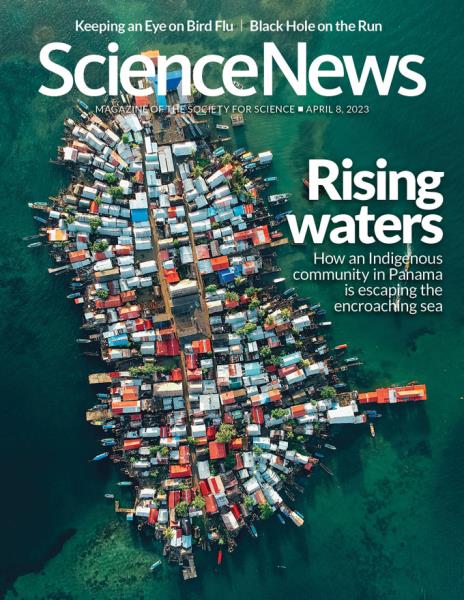 Keeping an Eye on Bird Flu | Black Hole on the Run
ScienceNews
MAGAZINE OF THE SOCIETY FOR SCIENCE ■ APRIL 8, 2023
Rising
waters
How an Indigenous
community in Panama
is escaping the
encroaching sea